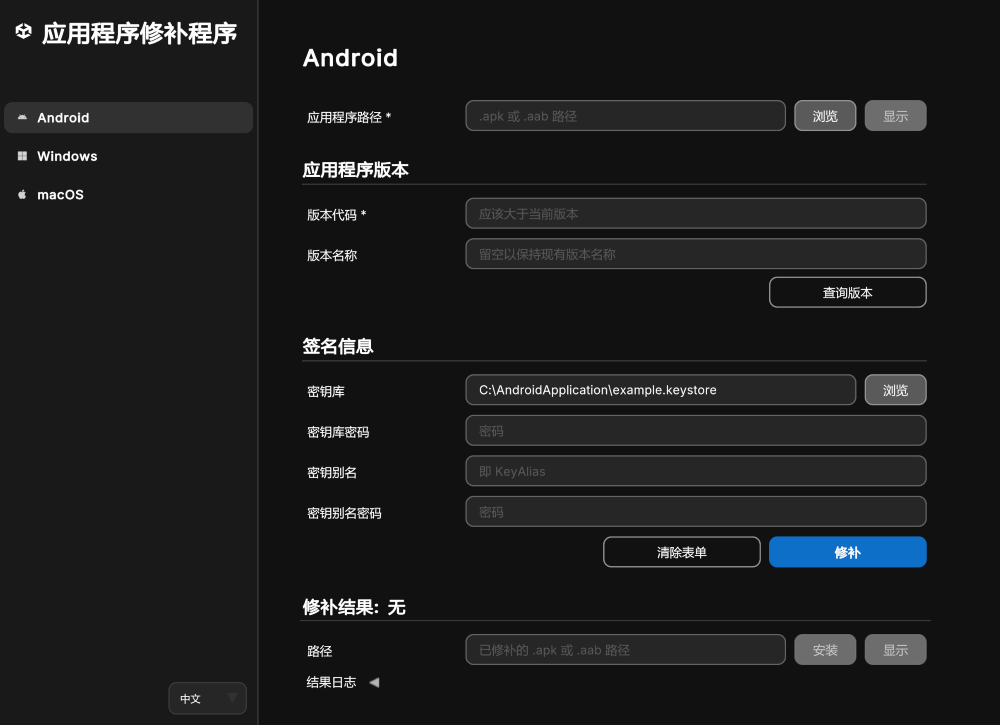 应用程序修补程序
Android
Windows
macOS
中文
Android
应用程序路径 * .apk 或 .aab 路径 浏览 显示
应用程序版本
版本代码 * 应该大于当前版本
版本名称 留空以保持现有版本名称
查询版本
签名信息
密钥库 C:\AndroidApplication\example.keystore 浏览
密钥库密码 密码
密钥别名 即 KeyAlias
密钥别名密码 密码
清除表单 修补
修补结果: 无
路径 已修补的 .apk 或 .aab 路径 安装 显示
结果日志